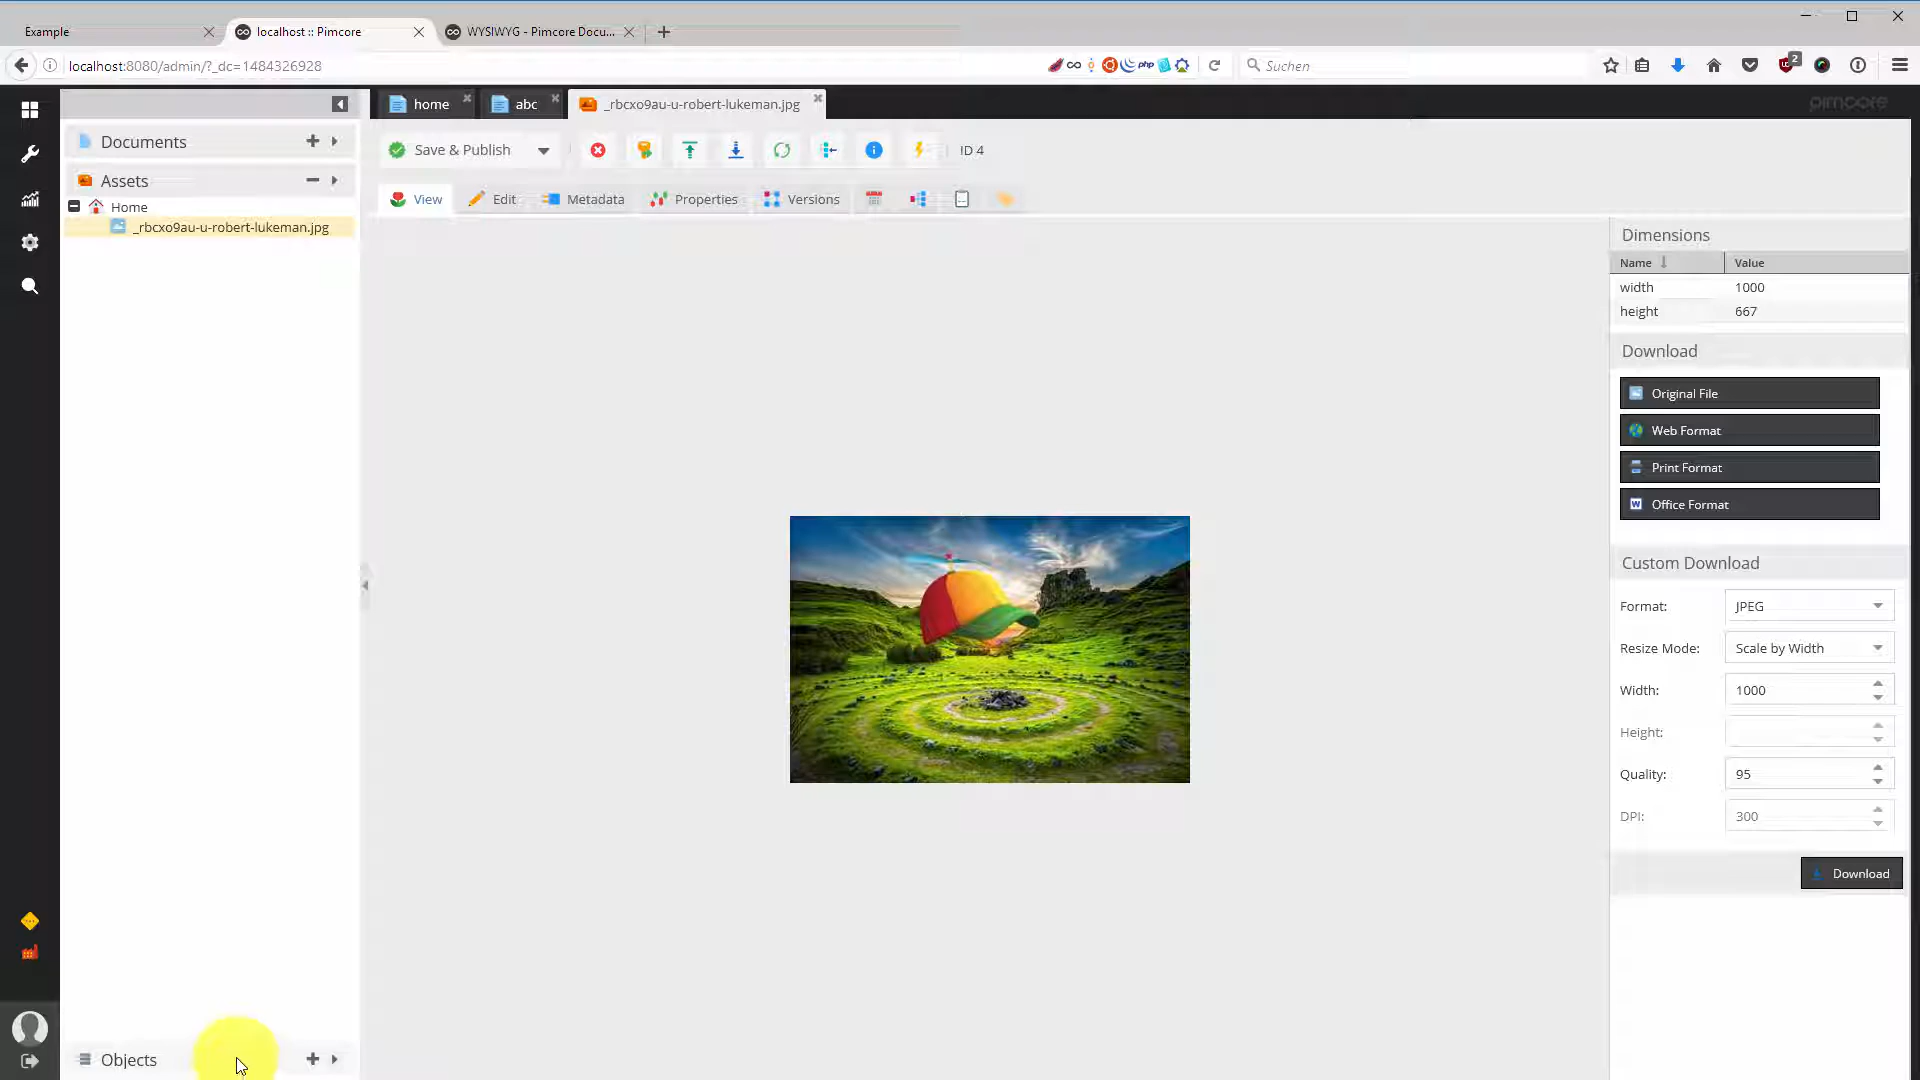 Example
localhost :: Pimcore
WYSIWYG - Pimcore Docu...
localhost:8080/admin/?_dc=1484326928
php
2
Suchen
pimcore
home
abc
_rbcxo9au-u-robert-lukeman.jpg
Documents
Save & Publish
ID 4
Assets
View
Edit
Metadata
Properties
Versions
Home
_rbcxo9au-u-robert-lukeman.jpg
Dimensions
Name
Value
width
1000
height
667
Download
Original File
Web Format
Print Format
Office Format
Custom Download
Format:
JPEG
Resize Mode:
Scale by Width
Width:
1000
Height:
Quality:
95
DPI:
300
Download
Objects